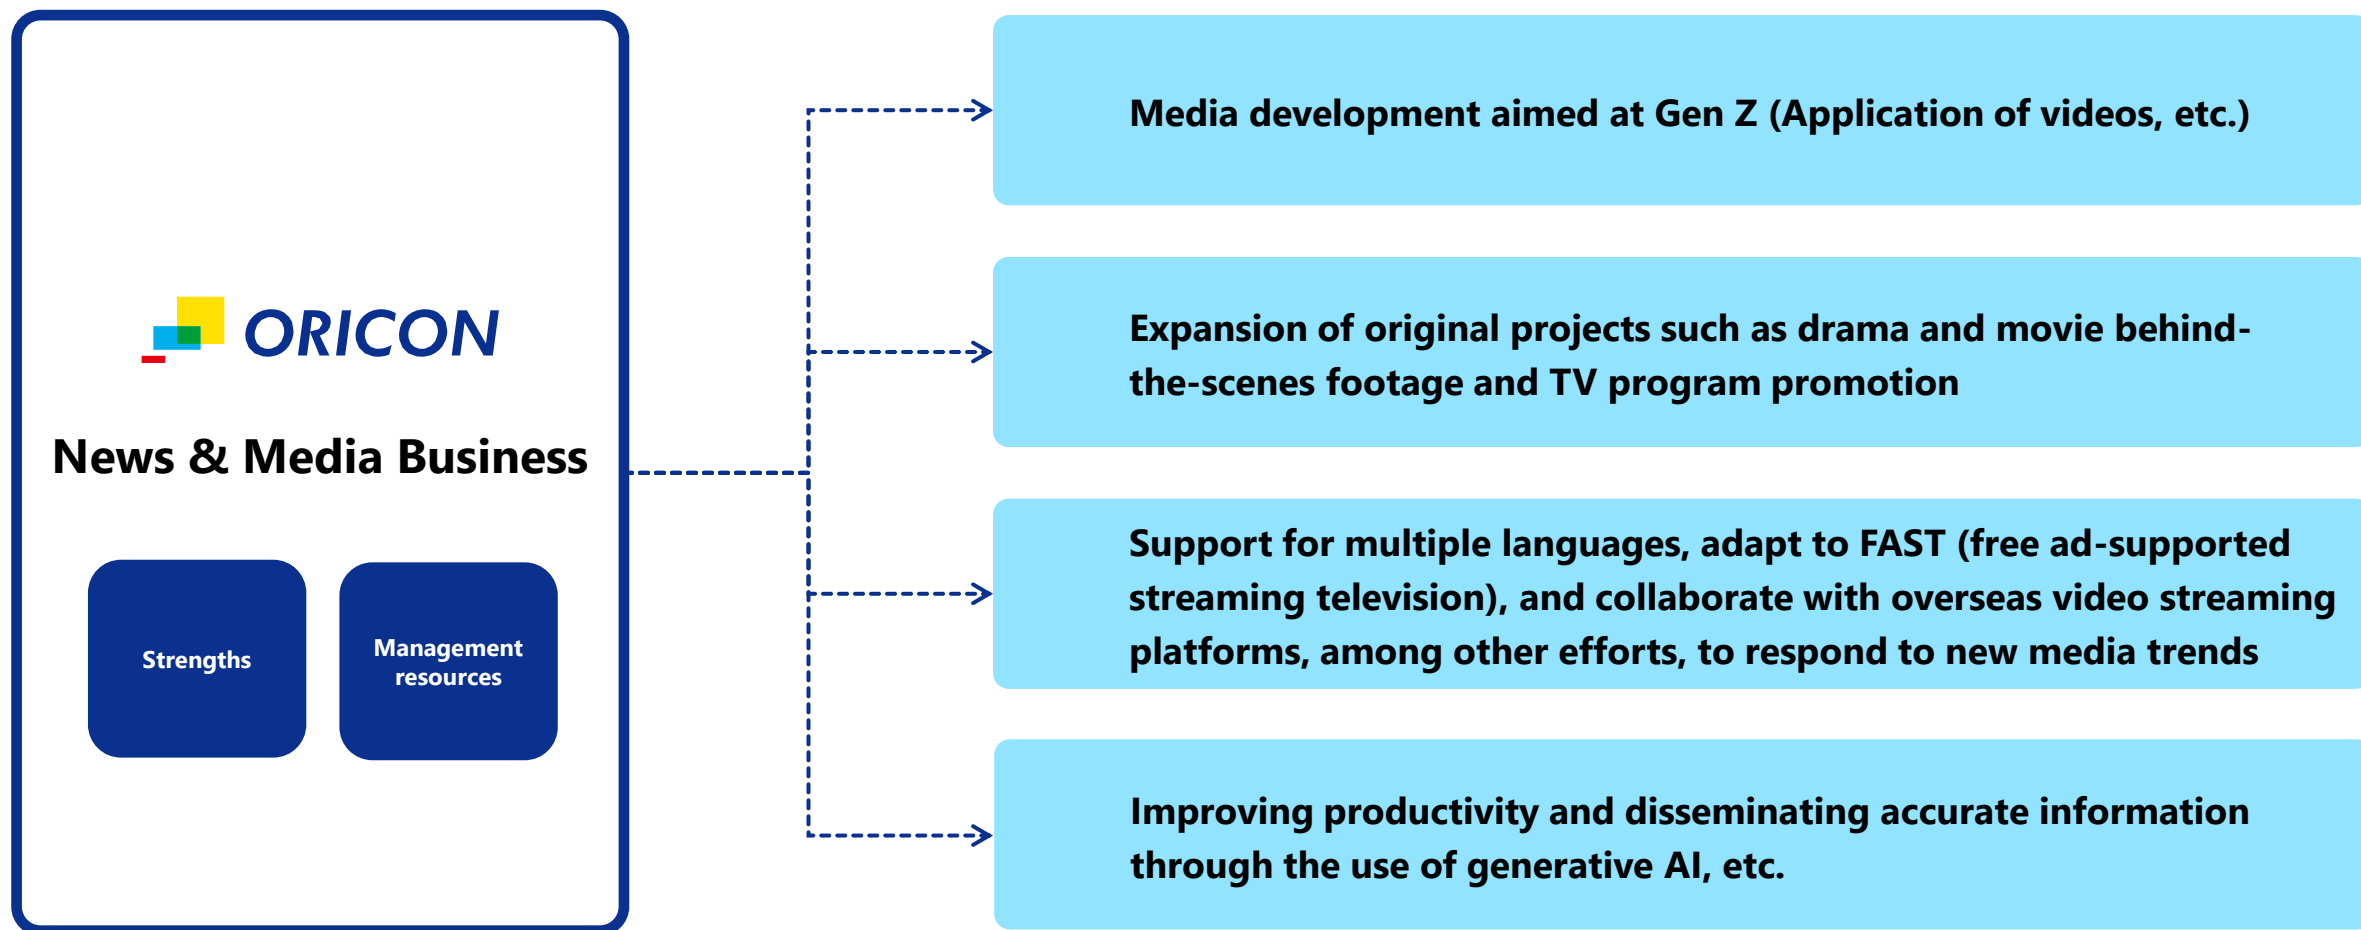 ORICON
News & Media Business
Strengths
Management
resources
Media development aimed at Gen Z (Application of videos, etc.)
Expansion of original projects such as drama and movie behind-
the-scenes footage and TV program promotion
Support for multiple languages, adapt to FAST (free ad-supported
streaming television), and collaborate with overseas video streaming
platforms, among other efforts, to respond to new media trends
Improving productivity and disseminating accurate information
through the use of generative AI, etc.